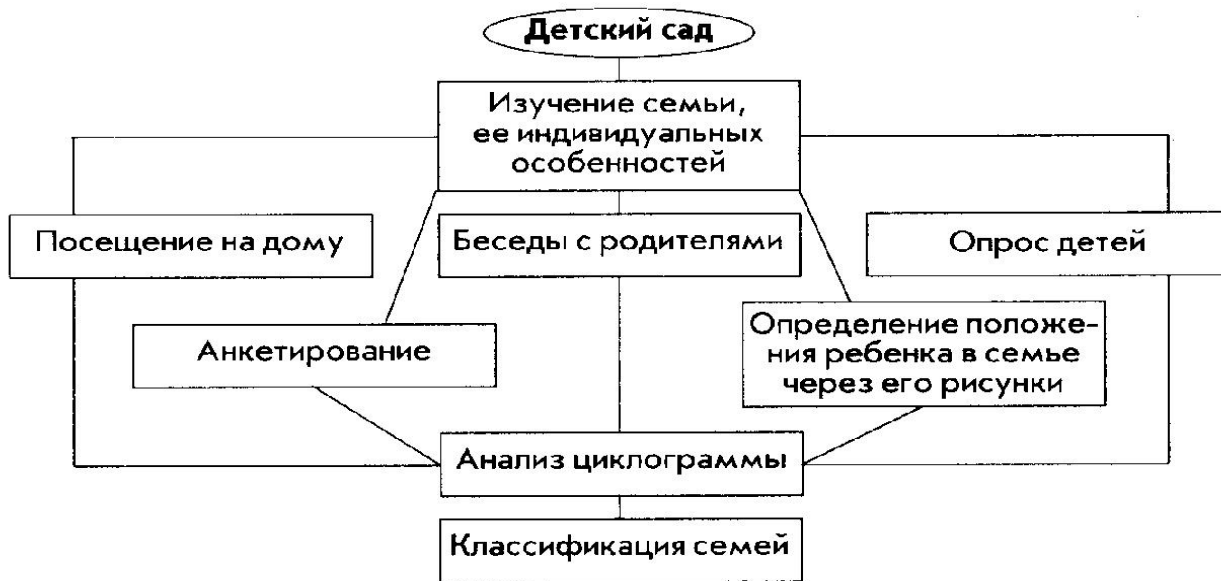 Детский сад
Изучение семьи,
ее индивидуальных
особенностей
Посещение на дому
Беседы с родителями
Опрос детей
Анкетирование
Определение положе-
ния ребенка в семье
через его рисунки
Анализ циклограммы
Классификация семей